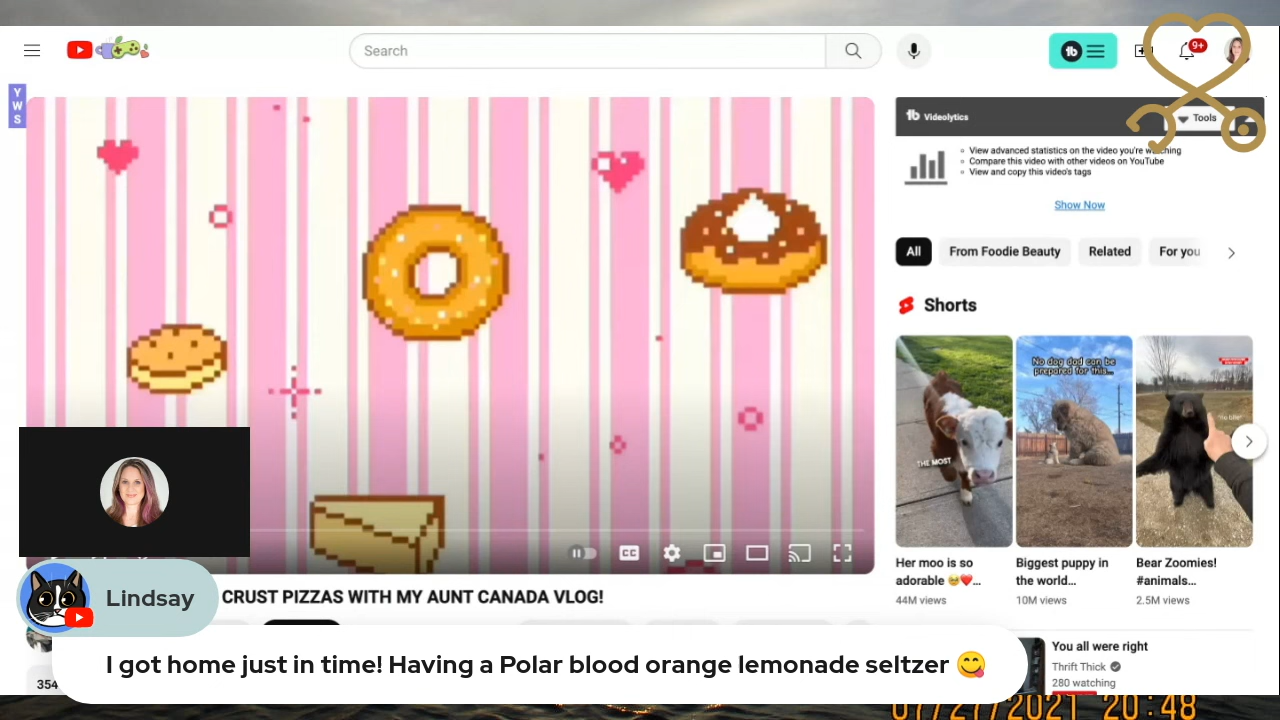 Search
9+
Y
W
S
Videolytics
Tools
View advanced statistics on the video you're watching
Compare this video with other videos on YouTube
View and copy this video's tags
Show Now
All
From Foodie Beauty
Related
For you
Shorts
THE MOST
No dog dad can be
prepared for this...
Her moo is so
adorable 🥹❤️...
44M views
Biggest puppy in
the world...
10M views
Bear Zoomies!
#animals...
2.5M views
CC
CRUST PIZZAS WITH MY AUNT CANADA VLOG!
Lindsay
I got home just in time! Having a Polar blood orange lemonade seltzer 😋
354
You all were right
Thrift Thick
280 watching
07/27/2021 20:48